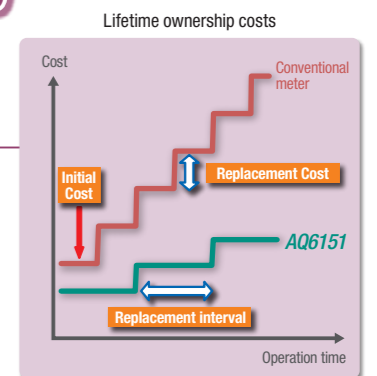 Lifetime ownership costs
Cost
Conventional
meter
Initial
Cost
Replacement Cost
AQ6151
Replacement interval
Operation time